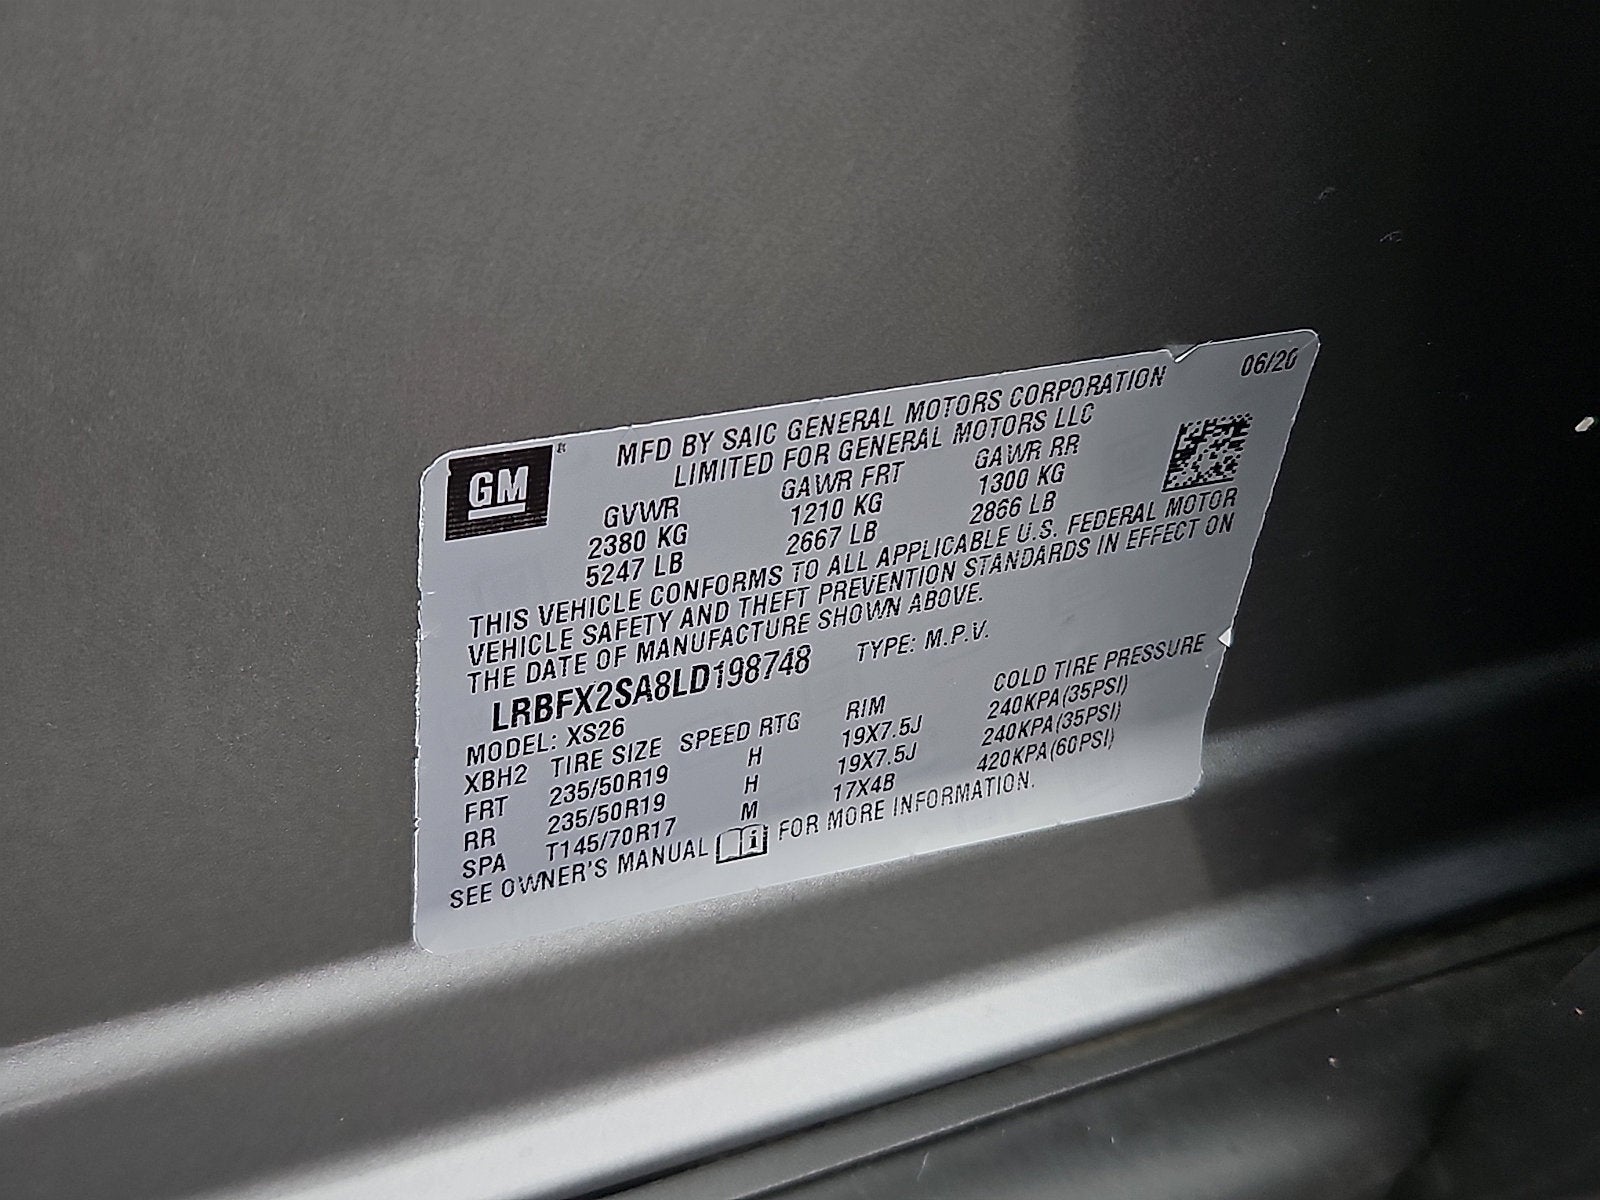 06/20
GM®
MFD BY SAIC GENERAL MOTORS CORPORATION
LIMITED FOR GENERAL MOTORS LLC
GVWR GAWR FRT GAWR RR
2380 KG 1210 KG 1300 KG
5247 LB 2667 LB 2866 LB
THIS VEHICLE CONFORMS TO ALL APPLICABLE U.S. FEDERAL MOTOR
VEHICLE SAFETY AND THEFT PREVENTION STANDARDS IN EFFECT ON
THE DATE OF MANUFACTURE SHOWN ABOVE.
LRBFX2SA8LD198748 TYPE: M.P.V.
MODEL: XS26
XBH2 TIRE SIZE SPEED RTG RIM COLD TIRE PRESSURE
FRT 235/50R19 H 19X7.5J 240KPA(35PSI)
RR 235/50R19 H 19X7.5J 240KPA(35PSI)
SPA T145/70R17 M 17X4B 420KPA(60PSI)
SEE OWNER'S MANUAL i FOR MORE INFORMATION.